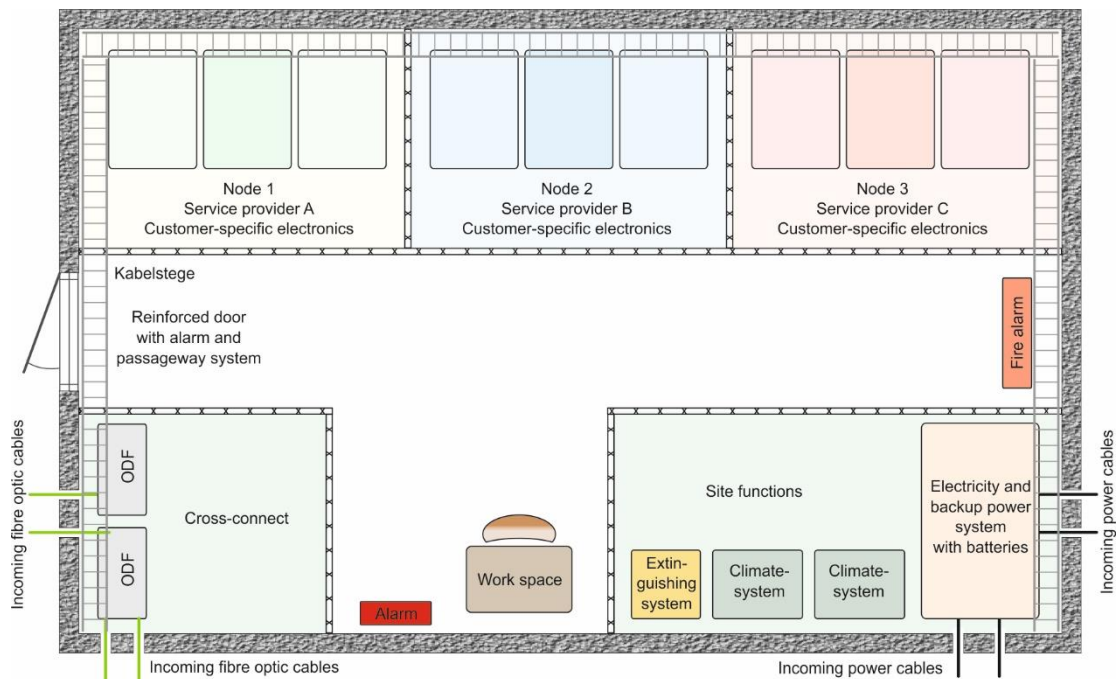 Node 1
Service provider A
Customer-specific electronics
Node 2
Service provider B
Customer-specific electronics
Node 3
Service provider C
Customer-specific electronics
Kabelstege
Reinforced door
with alarm and
passageway system
Fire alarm
Incoming fibre optic cables
ODF
ODF
Cross-connect
Alarm
Work space
Site functions
Extin-
guishing
system
Climate-
system
Climate-
system
Electricity and
backup power
system
with batteries
Incoming power cables
Incoming fibre optic cables
Incoming power cables